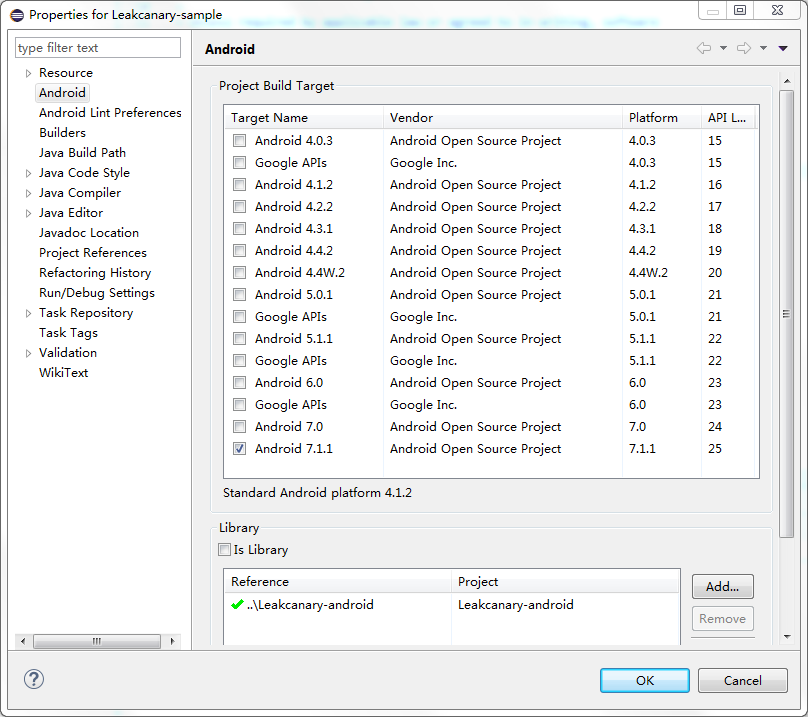 Properties for Leakcanary-sample
type filter text
Resource
Android
Android Lint Preferences
Builders
Java Build Path
Java Code Style
Java Compiler
Java Editor
Javadoc Location
Project References
Refactoring History
Run/Debug Settings
Task Repository
Task Tags
Validation
WikiText
Android
Project Build Target
Target Name Vendor Platform API L...
Android 4.0.3 Android Open Source Project 4.0.3 15
Google APIs Google Inc. 4.0.3 15
Android 4.1.2 Android Open Source Project 4.1.2 16
Android 4.2.2 Android Open Source Project 4.2.2 17
Android 4.3.1 Android Open Source Project 4.3.1 18
Android 4.4.2 Android Open Source Project 4.4.2 19
Android 4.4W.2 Android Open Source Project 4.4W.2 20
Android 5.0.1 Android Open Source Project 5.0.1 21
Google APIs Google Inc. 5.0.1 21
Android 5.1.1 Android Open Source Project 5.1.1 22
Google APIs Google Inc. 5.1.1 22
Android 6.0 Android Open Source Project 6.0 23
Google APIs Google Inc. 6.0 23
Android 7.0 Android Open Source Project 7.0 24
Android 7.1.1 Android Open Source Project 7.1.1 25
Standard Android platform 4.1.2
Library
Is Library
Reference Project
..\Leakcanary-android Leakcanary-android
Add...
Remove
?
OK Cancel